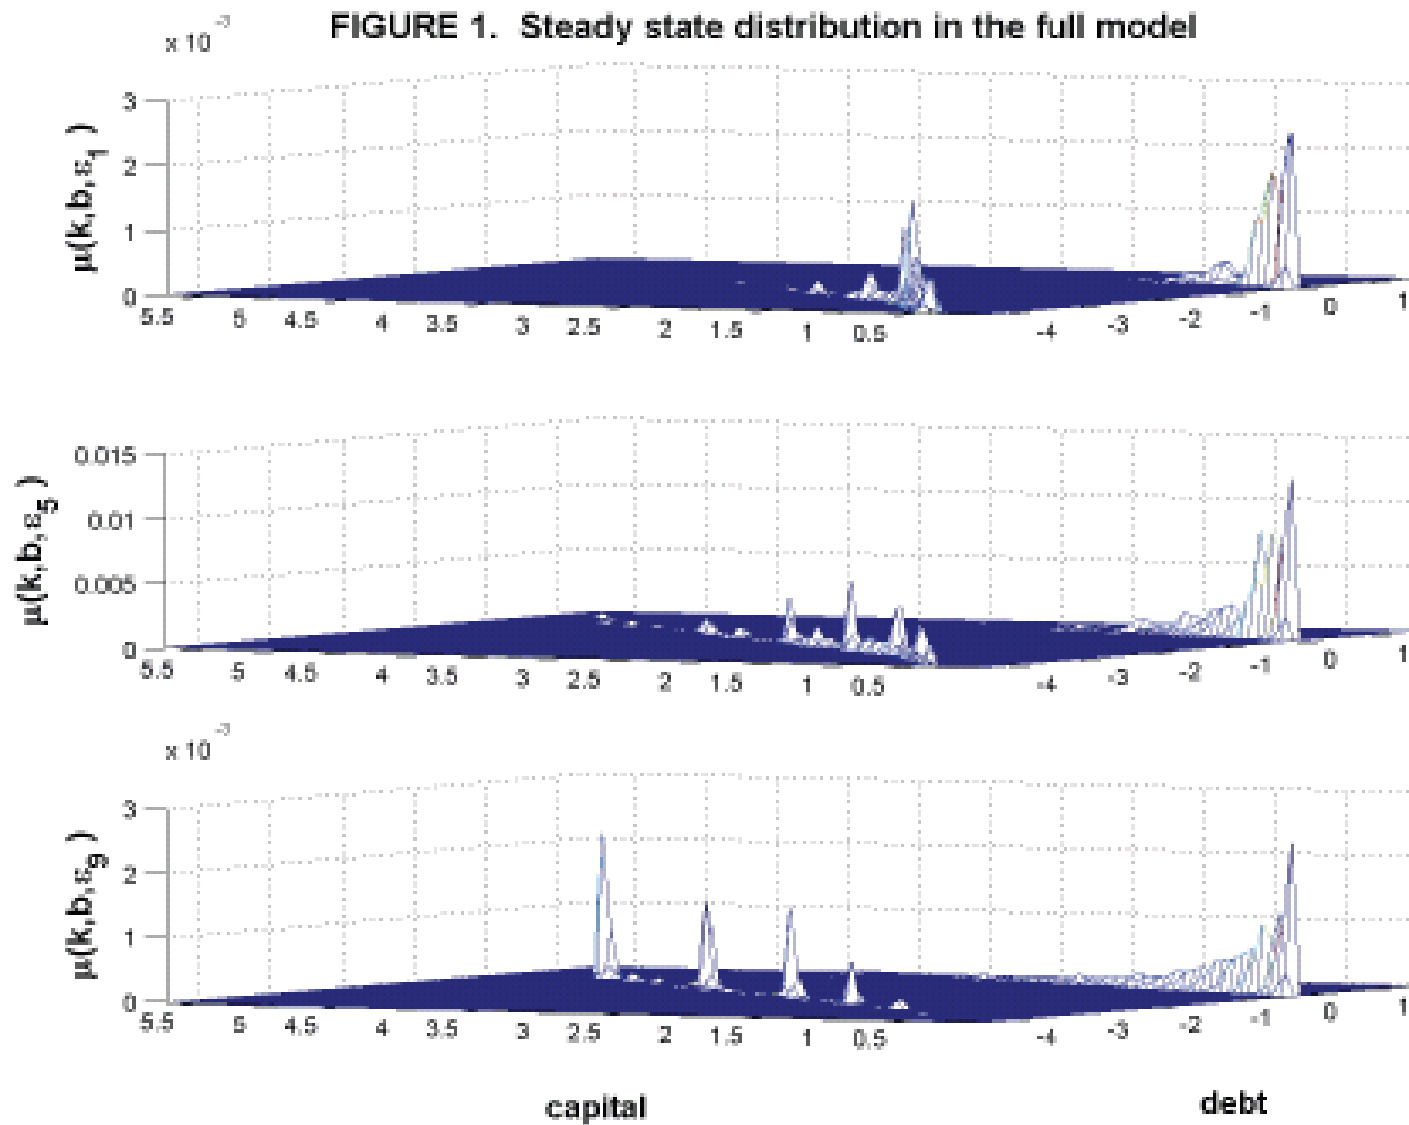 FIGURE 1. Steady state distribution in the full model
x 10
3
2
1
0
μ(k,b,ε1)
5.5 5 4.5 4 3.5 3 2.5 2 1.5 1 0.5 -4 -3 -2 -1 0 1
0.015
0.01
0.005
0
μ(k,b,ε5)
5.5 5 4.5 4 3.5 3 2.5 2 1.5 1 0.5 -4 -3 -2 -1 0 1
x 10
3
2
1
0
μ(k,b,ε9)
5.5 5 4.5 4 3.5 3 2.5 2 1.5 1 0.5 -4 -3 -2 -1 0 1
capital debt